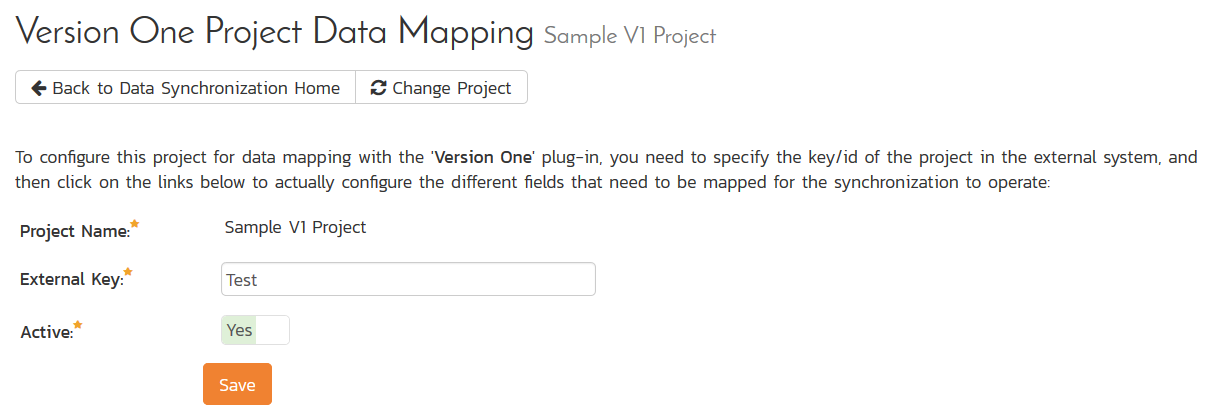 Version One Project Data Mapping Sample V1 Project
Back to Data Synchronization Home Change Project
To configure this project for data mapping with the 'Version One' plug-in, you need to specify the key/id of the project in the external system, and
then click on the links below to actually configure the different fields that need to be mapped for the synchronization to operate:
Project Name: Sample V1 Project
External Key: Test
Active: Yes
Save